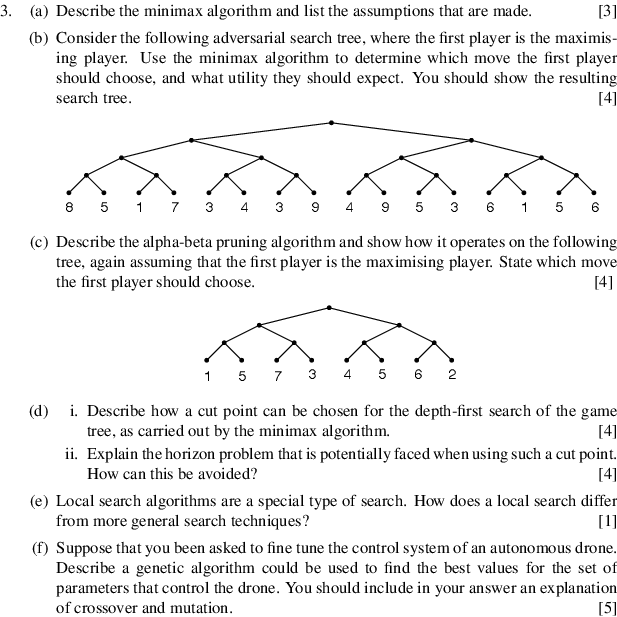 3. (a) Describe the minimax algorithm and list the assumptions that are made. [3]
(b) Consider the following adversarial search tree, where the first player is the maximis-
ing player. Use the minimax algorithm to determine which move the first player
should choose, and what utility they should expect. You should show the resulting
search tree. [4]
8 5 1 7 3 4 3 9 4 9 5 3 6 1 5 6
(c) Describe the alpha-beta pruning algorithm and show how it operates on the following
tree, again assuming that the first player is the maximising player. State which move
the first player should choose. [4]
1 5 7 3 4 5 6 2
(d) i. Describe how a cut point can be chosen for the depth-first search of the game
tree, as carried out by the minimax algorithm. [4]
ii. Explain the horizon problem that is potentially faced when using such a cut point.
How can this be avoided? [4]
(e) Local search algorithms are a special type of search. How does a local search differ
from more general search techniques? [1]
(f) Suppose that you been asked to fine tune the control system of an autonomous drone.
Describe a genetic algorithm could be used to find the best values for the set of
parameters that control the drone. You should include in your answer an explanation
of crossover and mutation. [5]